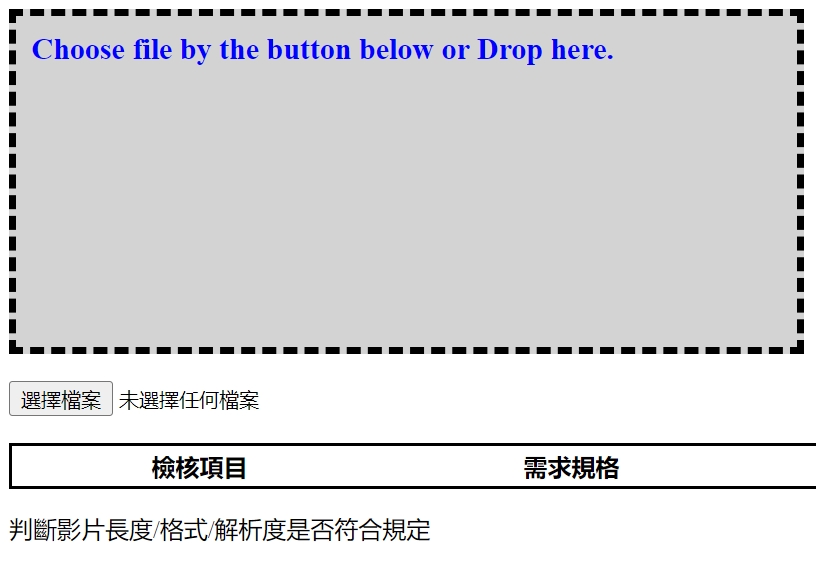 Choose file by the button below or Drop here.
選擇檔案 未選擇任何檔案
檢核項目 需求規格
判斷影片長度/格式/解析度是否符合規定